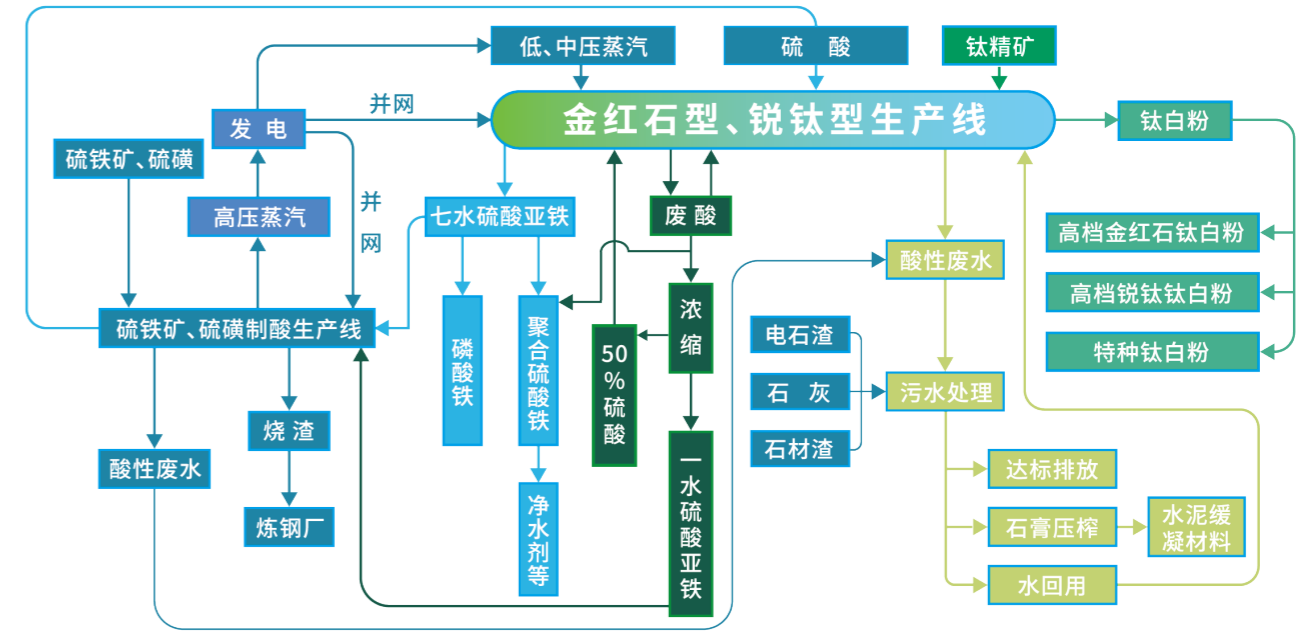 低、中压蒸汽
硫 酸
钛精矿
并网
发 电
金红石型、锐钛型生产线
钛白粉
硫铁矿、硫磺
高压蒸汽
并
网
七水硫酸亚铁
废 酸
高档金红石钛白粉
酸性废水
高档锐钛钛白粉
浓
缩
硫铁矿、硫磺制酸生产线
电石渣
特种钛白粉
磷
酸
铁
聚
合
硫
酸
铁
50
%
硫
酸
石 灰
污水处理
烧 渣
石材渣
酸性废水
一
水
硫
酸
亚
铁
达标排放
炼钢厂
净
水
剂
等
石膏压榨
水泥缓
凝材料
水回用